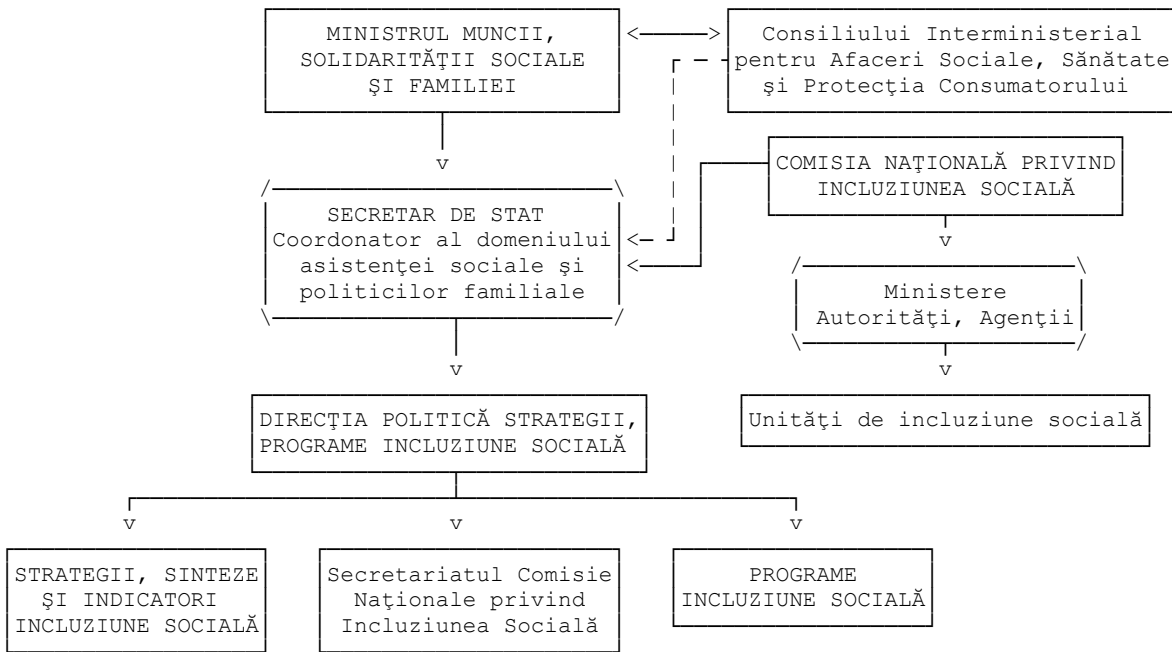 MINISTRUL MUNCII,
SOLIDARITĂŢII SOCIALE
ŞI FAMILIEI
Consiliului Interministerial
pentru Afaceri Sociale, Sănătate
şi Protecţia Consumatorului
COMISIA NAŢIONALĂ PRIVIND
INCLUZIUNEA SOCIALĂ
SECRETAR DE STAT
Coordonator al domeniului
asistenţei sociale şi
politicilor familiale
Ministere
Autorităţi, Agenţii
DIRECŢIA POLITICĂ STRATEGII,
PROGRAME INCLUZIUNE SOCIALĂ
Unităţi de incluziune socială
STRATEGII, SINTEZE
ŞI INDICATORI
INCLUZIUNE SOCIALĂ
Secretariatul Comisie
Naţionale privind
Incluziunea Socială
PROGRAME
INCLUZIUNE SOCIALĂ